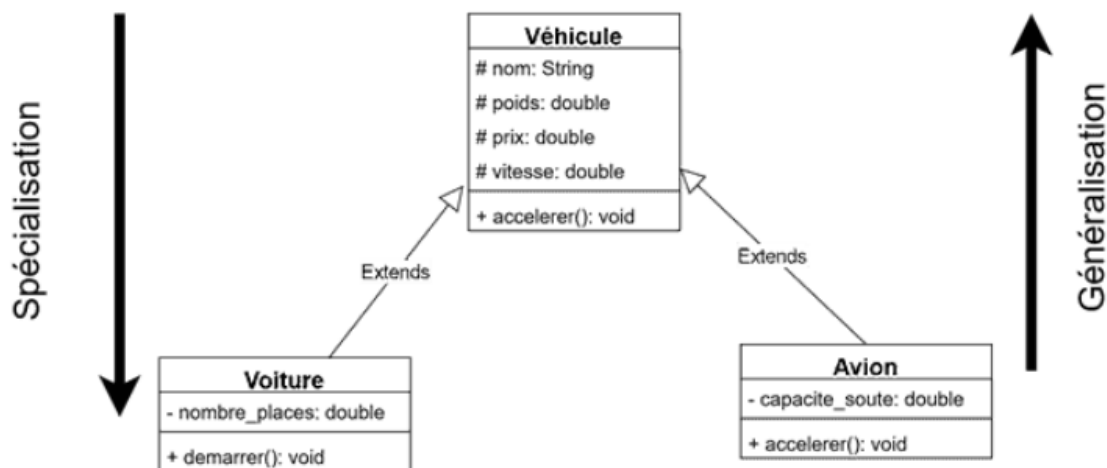 Spécialisation
Véhicule
# nom: String
# poids: double
# prix: double
# vitesse: double
+ accelerer(): void
Généralisation
Extends
Extends
Voiture
- nombre_places: double
+ demarrer(): void
Avion
- capacite_soute: double
+ accelerer(): void